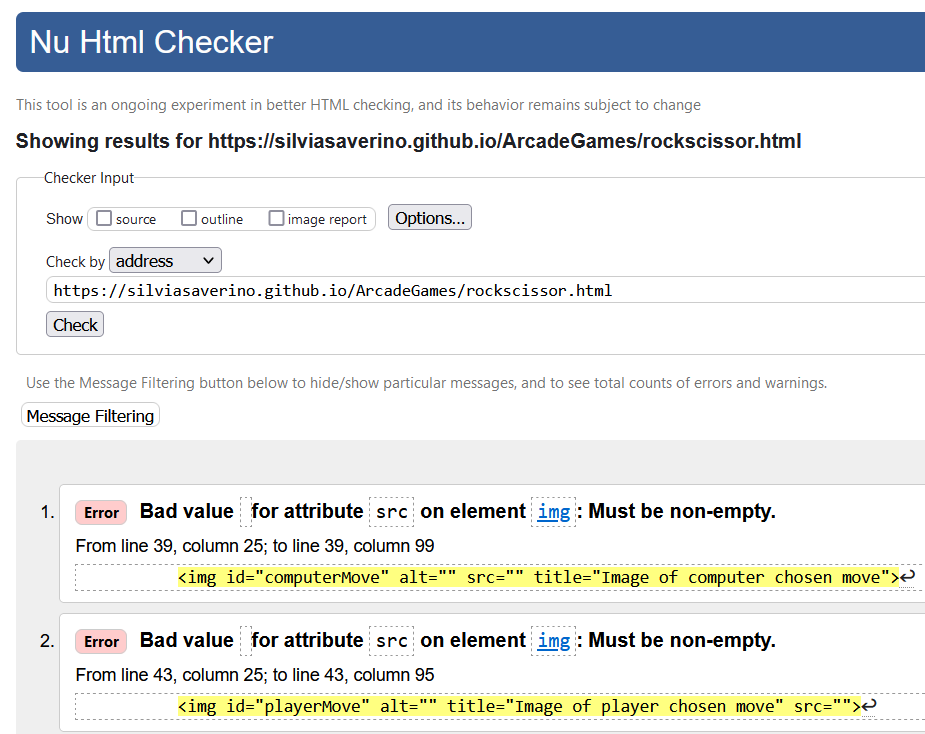 Nu Html Checker
This tool is an ongoing experiment in better HTML checking, and its behavior remains subject to change
Showing results for https://silviasaverino.github.io/ArcadeGames/rockscissor.html
Checker Input
Show source outline image report Options...
Check by address
https://silviasaverino.github.io/ArcadeGames/rockscissor.html
Check
Use the Message Filtering button below to hide/show particular messages, and to see total counts of errors and warnings.
Message Filtering
1. Error Bad value for attribute src on element img: Must be non-empty.
From line 39, column 25; to line 39, column 99
<img id="computerMove" alt="" src="" title="Image of computer chosen move">↩
2. Error Bad value for attribute src on element img: Must be non-empty.
From line 43, column 25; to line 43, column 95
<img id="playerMove" alt="" title="Image of player chosen move" src="">↩